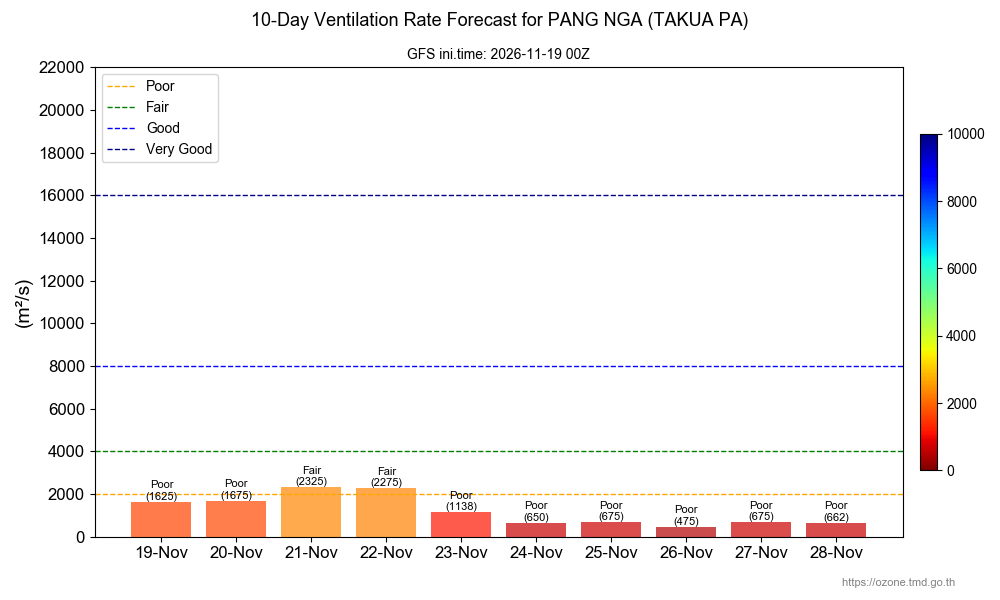 10-Day Ventilation Rate Forecast for PANG NGA (TAKUA PA)
GFS ini.time: 2026-11-19 00Z
(m²/s)
22000
20000
18000
16000
14000
12000
10000
8000
6000
4000
2000
0
Poor
Fair
Good
Very Good
Poor
(1625)
Poor
(1675)
Fair
(2325)
Fair
(2275)
Poor
(1138)
Poor
(650)
Poor
(675)
Poor
(475)
Poor
(675)
Poor
(662)
19-Nov 20-Nov 21-Nov 22-Nov 23-Nov 24-Nov 25-Nov 26-Nov 27-Nov 28-Nov
10000
8000
6000
4000
2000
0
https://ozone.tmd.go.th